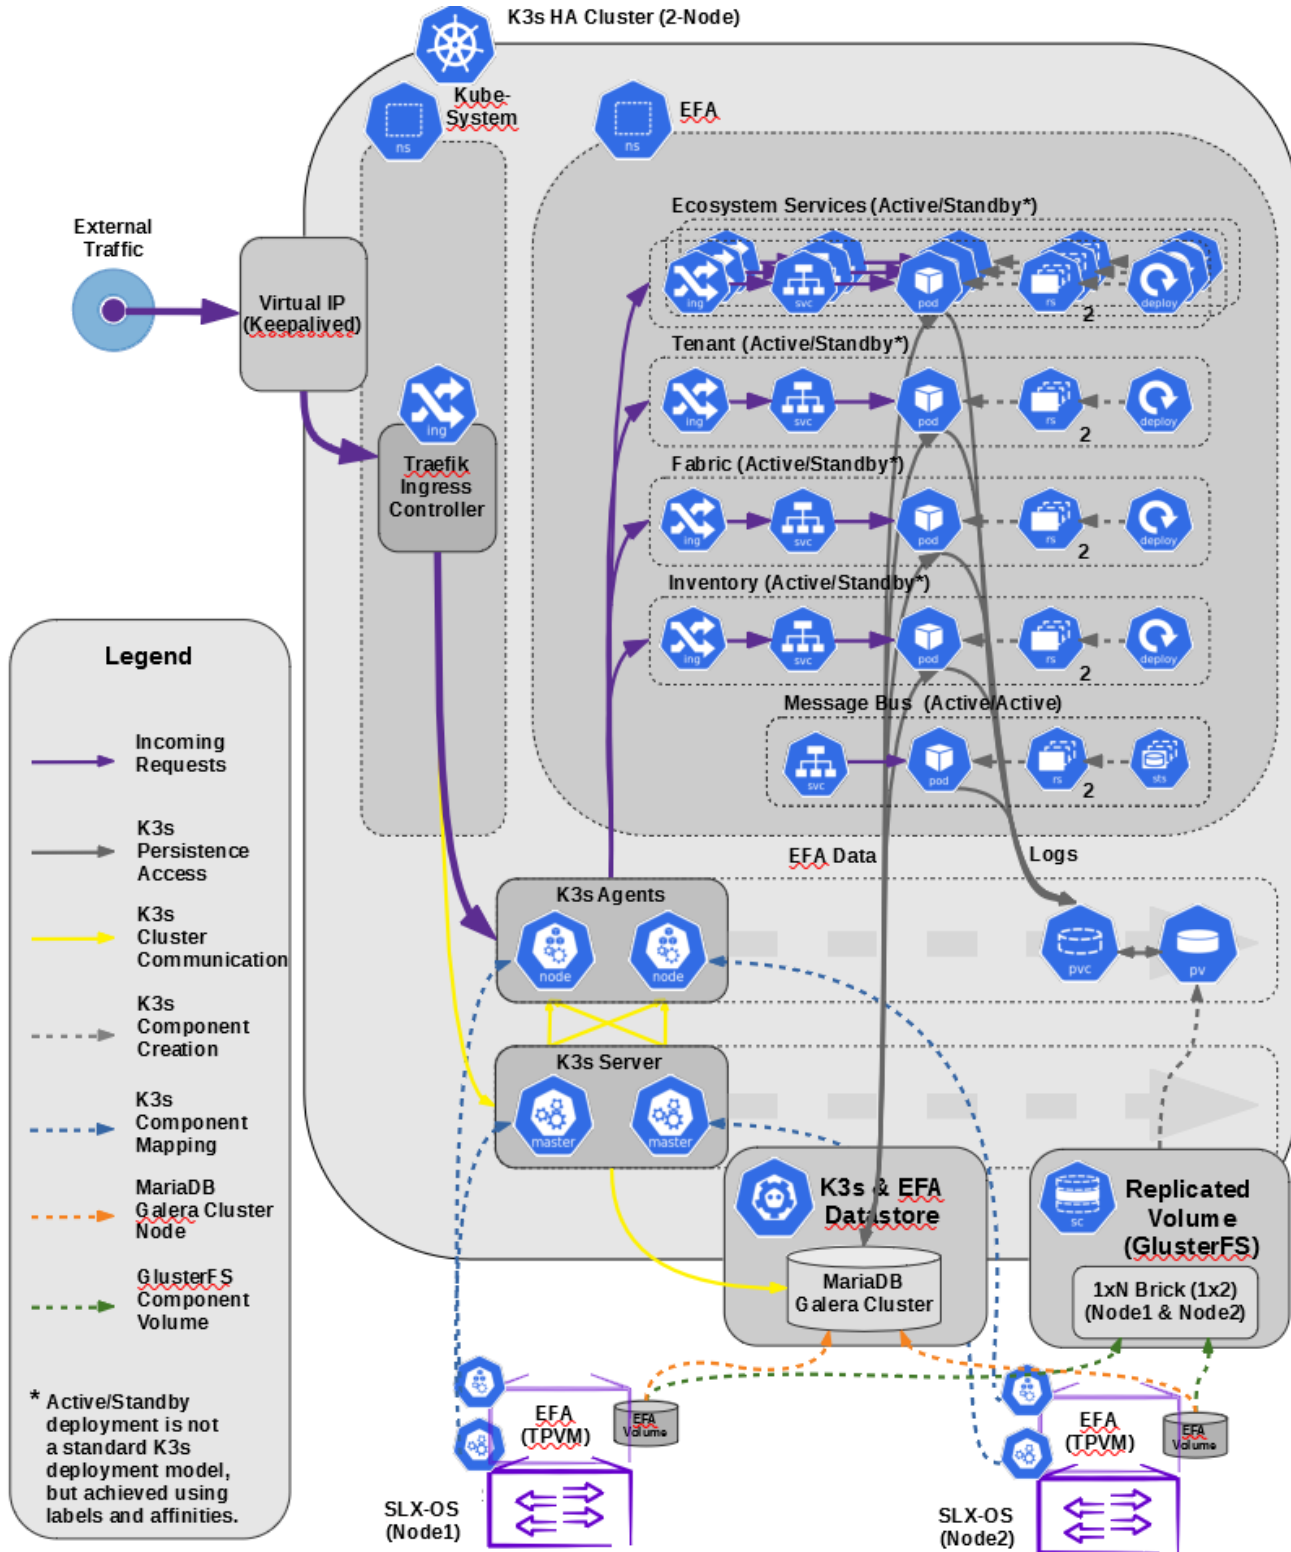 K3s HA Cluster (2-Node)
Kube-
System
ns
EFA
ns
External
Traffic
Virtual IP
(Keepalived)
ing
Traefik
Ingress
Controller
Ecosystem Services (Active/Standby*)
ing
svc
pod
rs
2
deploy
Tenant (Active/Standby*)
ing
svc
pod
rs
2
deploy
Fabric (Active/Standby*)
ing
svc
pod
rs
2
deploy
Inventory (Active/Standby*)
ing
svc
pod
rs
2
deploy
Message Bus (Active/Active)
svc
pod
rs
2
sts
EFA Data
Logs
K3s Agents
node
node
pvc
pv
K3s Server
master
master
K3s & EFA
Datastore
MariaDB
Galera Cluster
sc
Replicated
Volume
(GlusterFS)
1xN Brick (1x2)
(Node1 & Node2)
EFA
(TPVM)
EFA
Volume
SLX-OS
(Node1)
EFA
(TPVM)
EFA
Volume
SLX-OS
(Node2)
Legend
Incoming
Requests
K3s
Persistence
Access
K3s
Cluster
Communication
K3s
Component
Creation
K3s
Component
Mapping
MariaDB
Galera Cluster
Node
GlusterFS
Component
Volume
* Active/Standby
deployment is not
a standard K3s
deployment model,
but achieved using
labels and affinities.